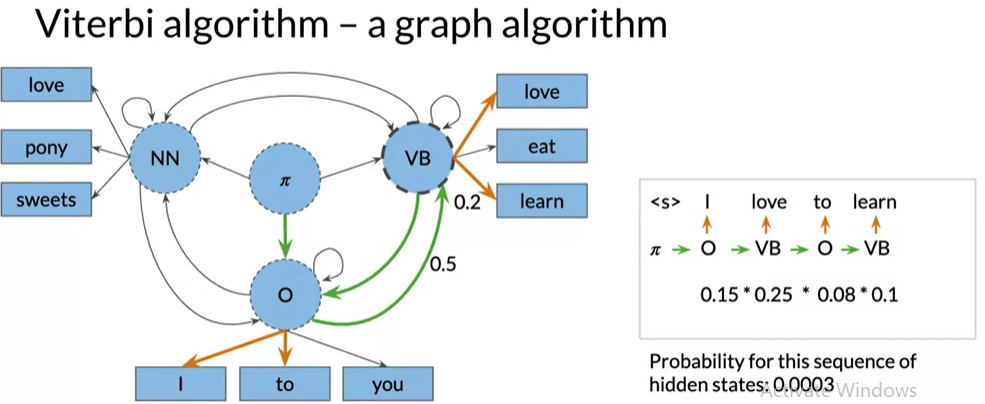 Viterbi algorithm – a graph algorithm
love
pony
sweets
NN
π
VB
love
eat
learn
0.2
0.5
O
I
to
you
<s> I love to learn
π → O → VB → O → VB
0.15 * 0.25 * 0.08 * 0.1
Probability for this sequence of
hidden states: 0.0003
Activate Windows